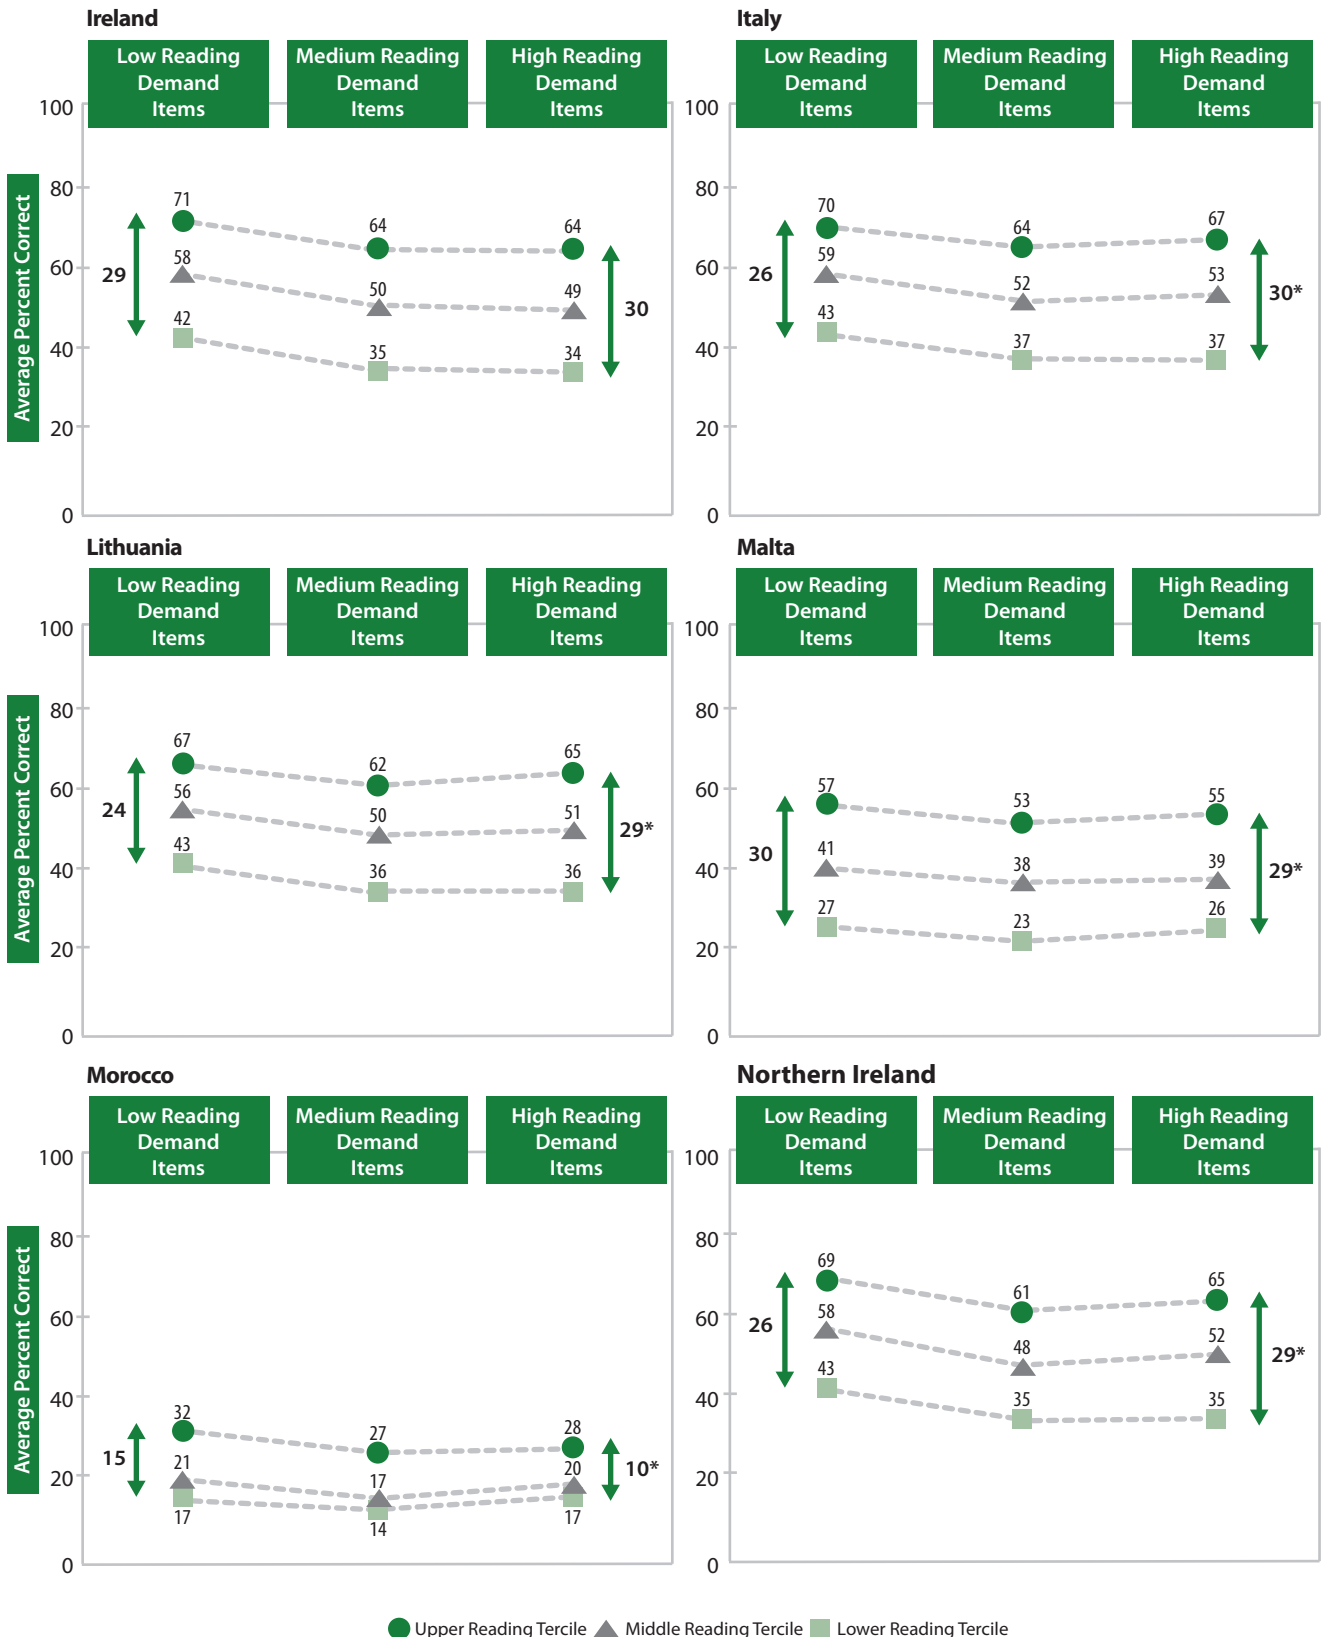 Ireland
Low Reading
Demand
Items
Medium Reading
Demand
Items
High Reading
Demand
Items
Average Percent Correct
100
80
60
40
20
0
71
64
64
58
50
49
42
35
34
29
30
Italy
Low Reading
Demand
Items
Medium Reading
Demand
Items
High Reading
Demand
Items
100
80
60
40
20
0
70
64
67
59
52
53
43
37
37
26
30*
Lithuania
Low Reading
Demand
Items
Medium Reading
Demand
Items
High Reading
Demand
Items
Average Percent Correct
100
80
60
40
20
0
67
62
65
56
50
51
43
36
36
24
29*
Malta
Low Reading
Demand
Items
Medium Reading
Demand
Items
High Reading
Demand
Items
100
80
60
40
20
0
57
53
55
41
38
39
27
23
26
30
29*
Morocco
Low Reading
Demand
Items
Medium Reading
Demand
Items
High Reading
Demand
Items
Average Percent Correct
100
80
60
40
20
0
32
27
28
21
17
20
17
14
17
15
10*
Northern Ireland
Low Reading
Demand
Items
Medium Reading
Demand
Items
High Reading
Demand
Items
100
80
60
40
20
0
69
61
65
58
48
52
43
35
35
26
29*
Upper Reading Tercile Middle Reading Tercile Lower Reading Tercile